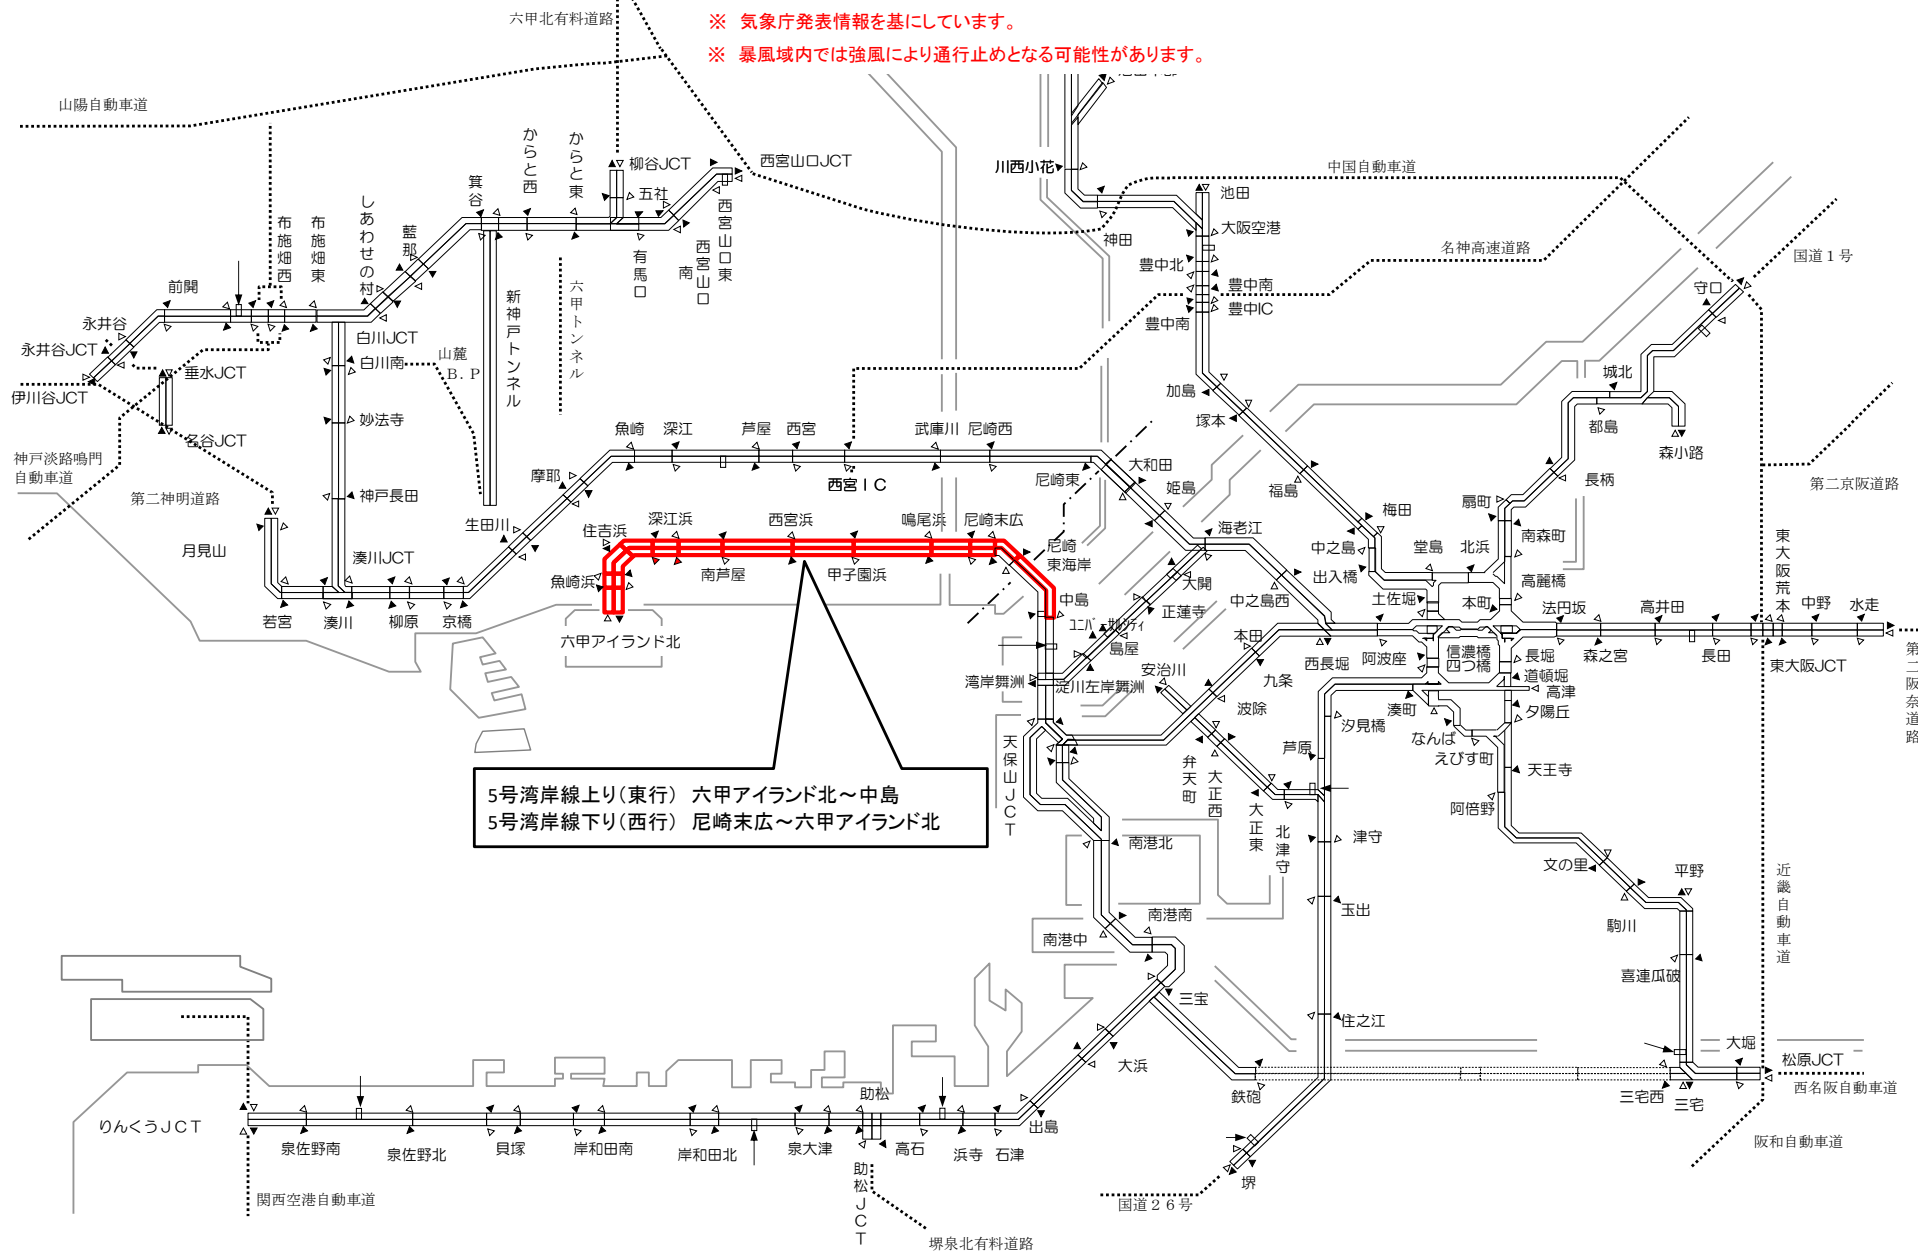 ※ 気象庁発表情報を基にしています。
※ 暴風域内では強風により通行止めとなる可能性があります。
六甲北有料道路
山陽自動車道
中国自動車道
名神高速道路
国道１号
第二京阪道路
第二阪奈道路
近畿自動車道
西名阪自動車道
阪和自動車道
国道２６号
堺泉北有料道路
関西空港自動車道
神戸淡路鳴門
自動車道
第二神明道路
山麓
Ｂ．Ｐ
六甲トンネル
新神戸トンネル
柳谷JCT
五社
西宮山口JCT
西宮山口東
西宮山口
南
有馬口
からと東
からと西
箕谷
藍那
しあわせの村
布施畑東
布施畑西
前開
永井谷
永井谷JCT
伊川谷JCT
垂水JCT
名谷JCT
白川JCT
白川南
妙法寺
神戸長田
湊川JCT
月見山
若宮
湊川
柳原
京橋
生田川
摩耶
魚崎
深江
芦屋
西宮
西宮ＩＣ
武庫川
尼崎西
尼崎東
大和田
姫島
海老江
住吉浜
魚崎浜
六甲アイランド北
深江浜
南芦屋
西宮浜
甲子園浜
鳴尾浜
尼崎末広
尼崎
東海岸
中島
大開
正蓮寺
島屋
湾岸舞洲
淀川左岸舞洲
安治川
中之島西
本田
九条
波除
西長堀
阿波座
川西小花
神田
池田
大阪空港
豊中北
豊中南
豊中IC
豊中南
加島
塚本
福島
梅田
中之島
出入橋
堂島
北浜
土佐堀
本町
扇町
南森町
高麗橋
長柄
都島
城北
森小路
守口
法円坂
森之宮
高井田
長田
東大阪荒本
中野
水走
東大阪JCT
信濃橋
四つ橋
長堀
道頓堀
高津
夕陽丘
湊町
なんば
えびす町
天王寺
阿倍野
文の里
駒川
平野
喜連瓜破
大堀
松原JCT
三宅西
三宅
汐見橋
芦原
弁天町
大正西
大正東
北津守
津守
玉出
住之江
天保山ＪＣＴ
南港北
南港南
南港中
三宝
鉄砲
堺
大浜
出島
石津
浜寺
高石
助松
助松ＪＣＴ
泉大津
岸和田北
岸和田南
貝塚
泉佐野北
泉佐野南
りんくうＪＣＴ
5号湾岸線上り(東行) 六甲アイランド北～中島
5号湾岸線下り(西行) 尼崎末広～六甲アイランド北